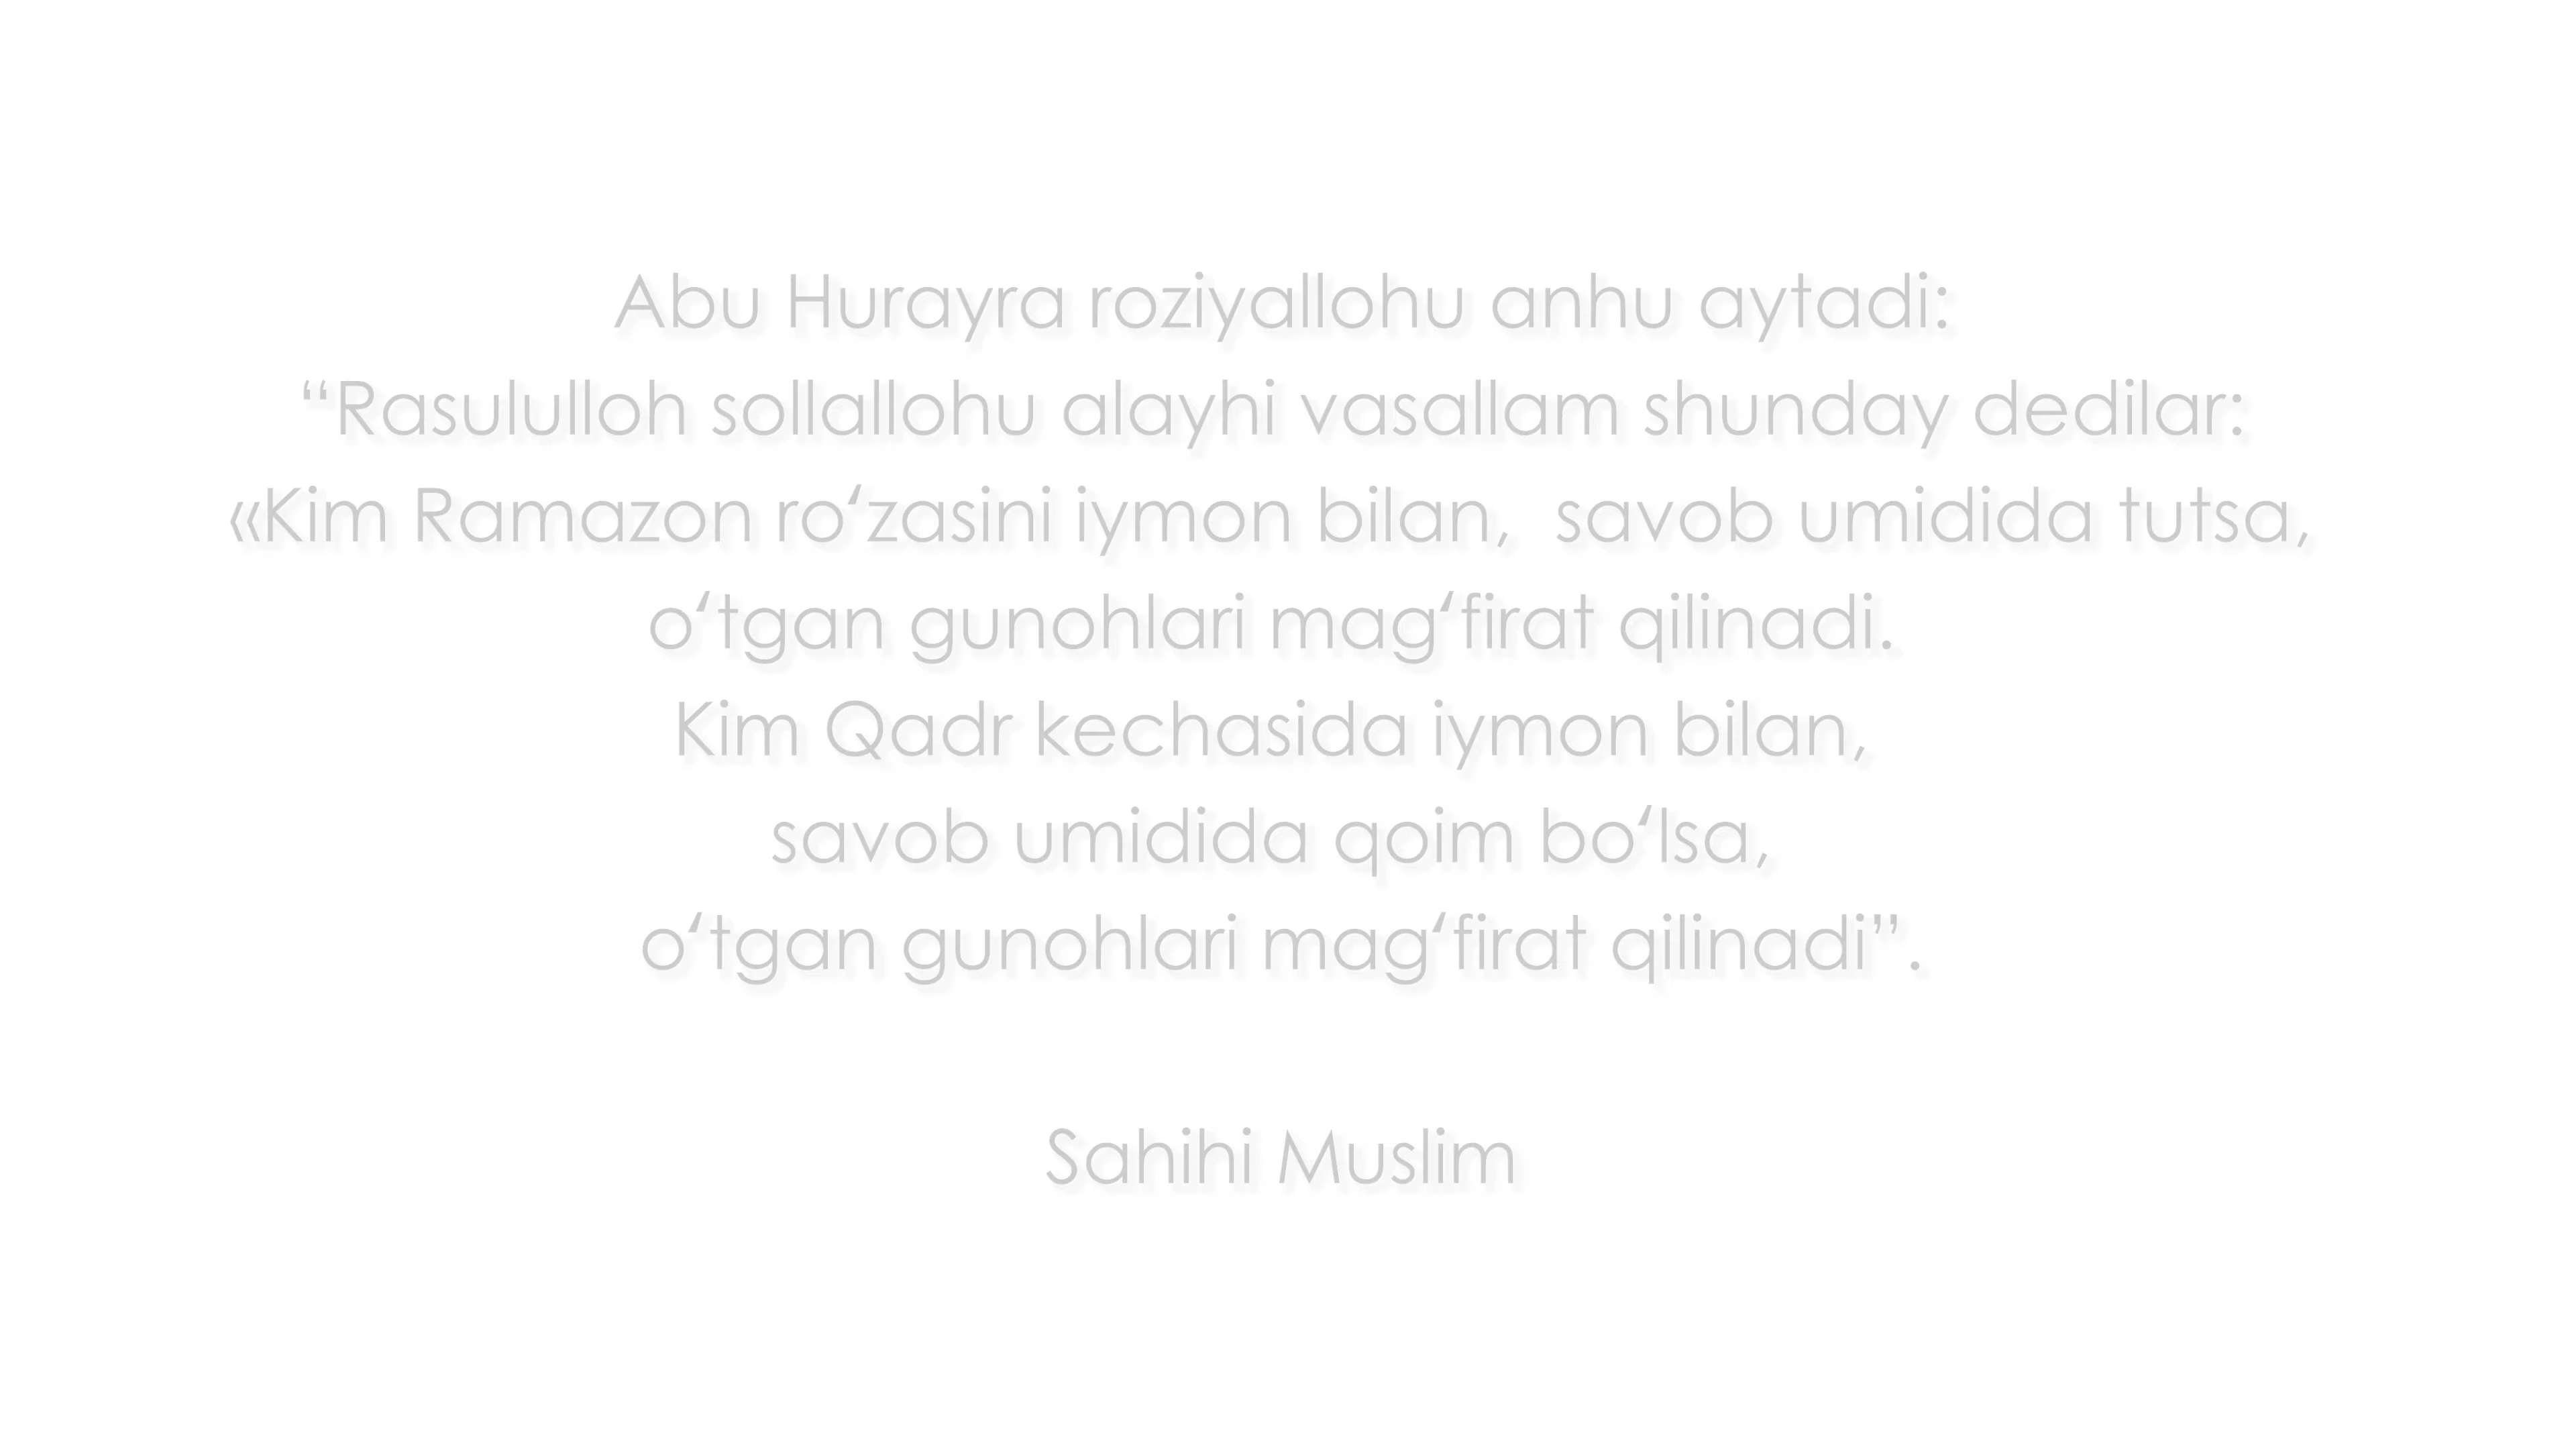 Abu Hurayra roziyallohu anhu aytadi:
“Rasululloh sollallohu alayhi vasallam shunday dedilar:
«Kim Ramazon ro‘zasini iymon bilan,  savob umidida tutsa,
o‘tgan gunohlari mag‘firat qilinadi.
Kim Qadr kechasida iymon bilan,
savob umidida qoim bo‘lsa,
o‘tgan gunohlari mag‘firat qilinadi”.
Sahihi Muslim